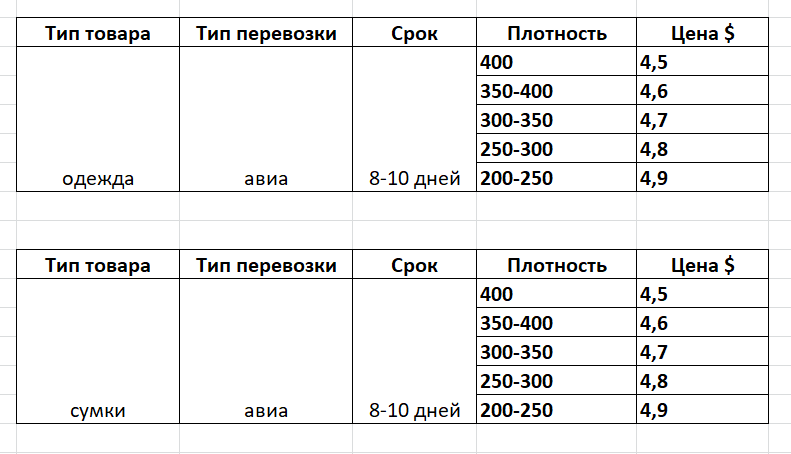 Тип товара Тип перевозки Срок Плотность Цена $
400 4,5
350-400 4,6
300-350 4,7
250-300 4,8
одежда авиа 8-10 дней 200-250 4,9
Тип товара Тип перевозки Срок Плотность Цена $
400 4,5
350-400 4,6
300-350 4,7
250-300 4,8
сумки авиа 8-10 дней 200-250 4,9